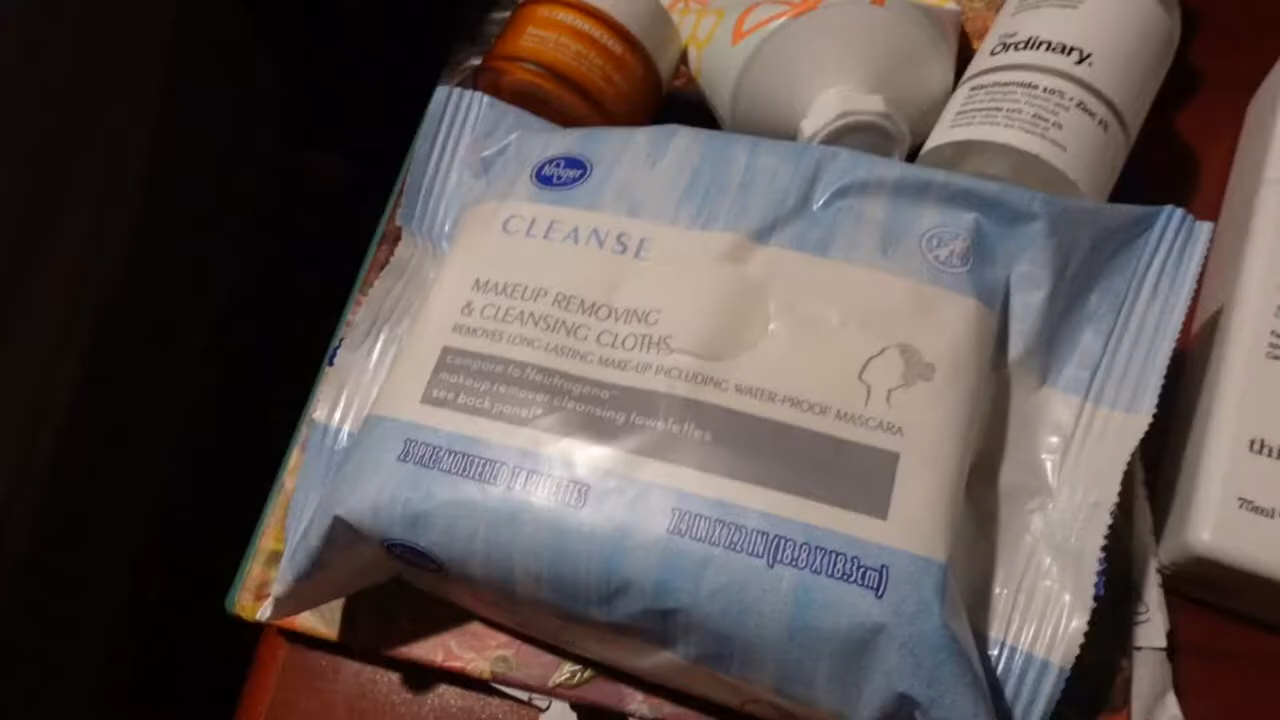 Ordinary.
Niacinamide 10% + Zinc 1%
Kroger
CLEANSE
MAKEUP REMOVING
& CLEANSING CLOTHS
REMOVES LONG-LASTING MAKE-UP INCLUDING WATER-PROOF MASCARA
compare to Neutrogena™
makeup remover cleansing towelettes
see back panel*
25 PRE-MOISTENED TOWELETTES
7.4 IN X 7.2 IN (18.8 X 18.3cm)
75ml